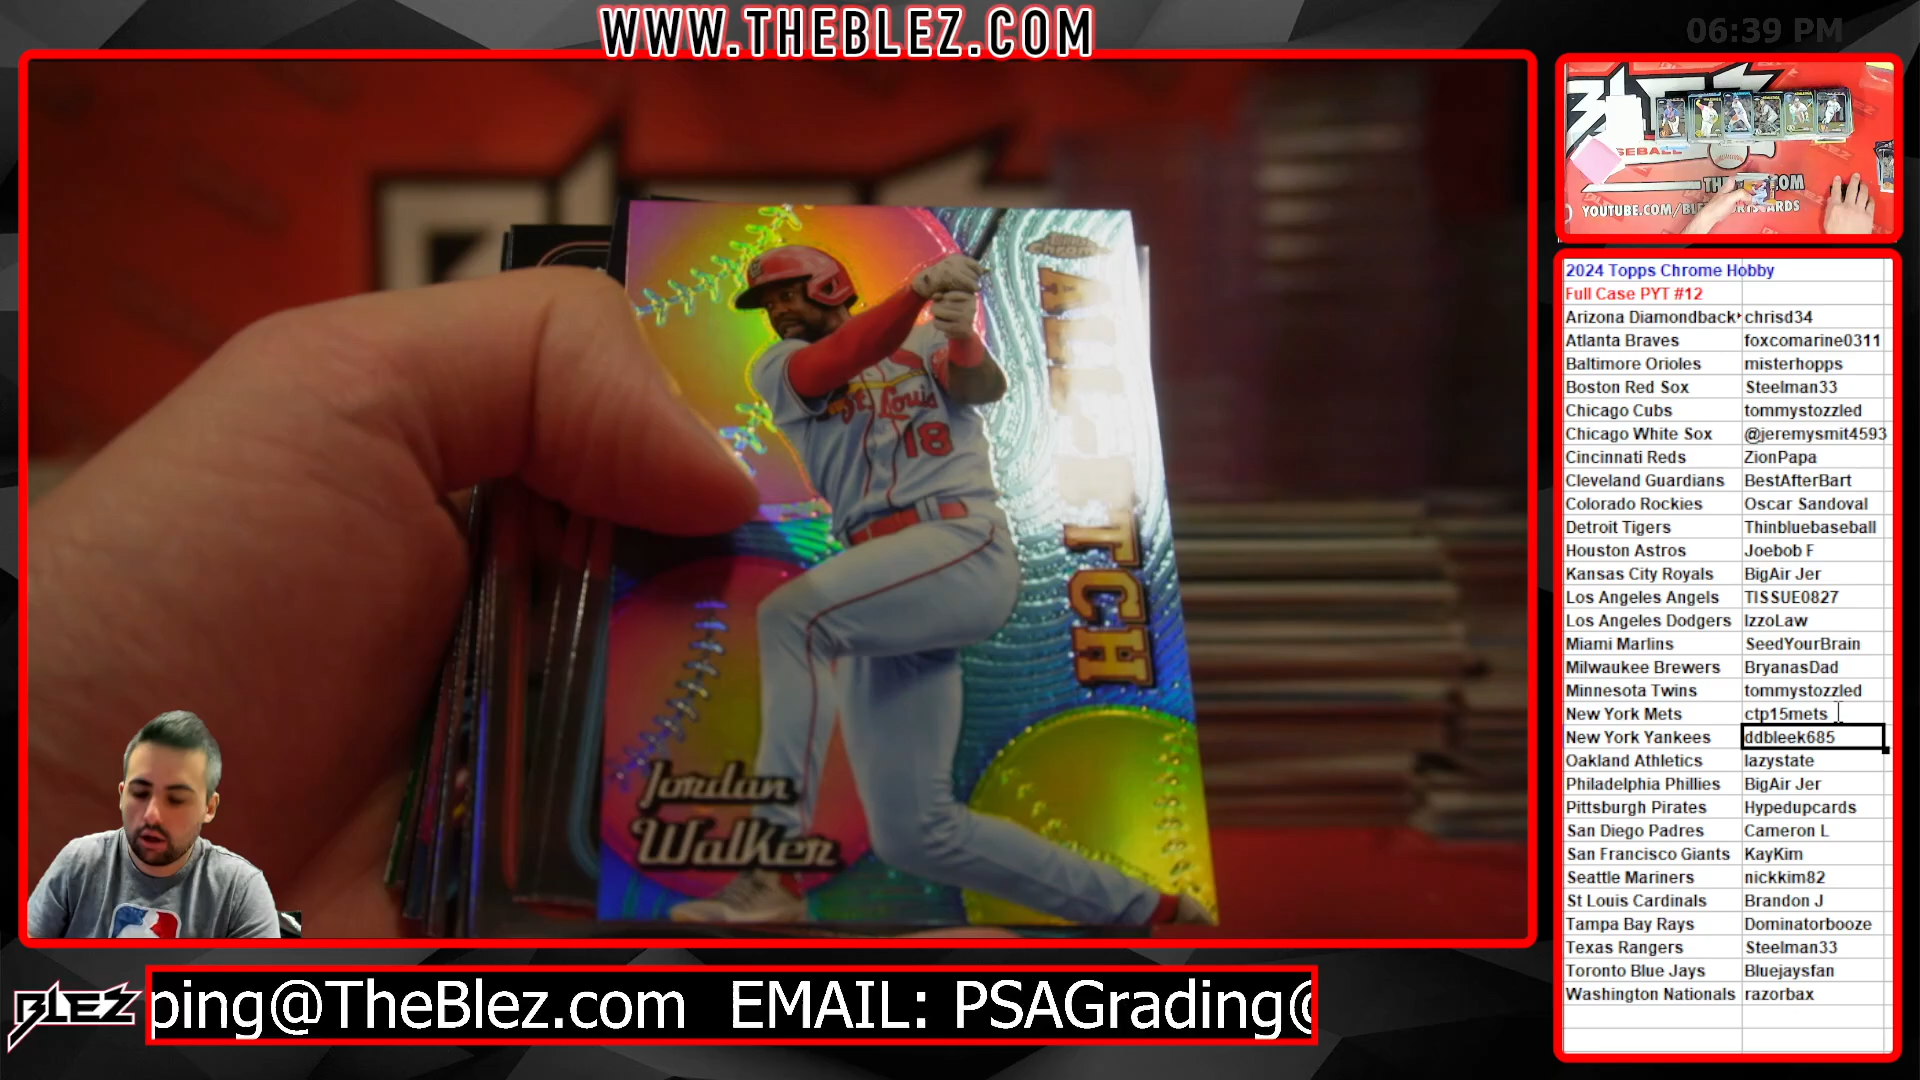 WWW.THEBLEZ.COM
06:39 PM
Topps
Chrome
St. Louis
18
Jordan
Walker
BASEBALL
YOUTUBE.COM/BL
2024 Topps Chrome Hobby
Full Case PYT #12
Arizona Diamondback chrisd34
Atlanta Braves foxcomarine0311
Baltimore Orioles misterhopps
Boston Red Sox Steelman33
Chicago Cubs tommystozzled
Chicago White Sox @jeremysmit4593
Cincinnati Reds ZionPapa
Cleveland Guardians BestAfterBart
Colorado Rockies Oscar Sandoval
Detroit Tigers Thinbluebaseball
Houston Astros Joebob F
Kansas City Royals BigAir Jer
Los Angeles Angels TISSUE0827
Los Angeles Dodgers IzzoLaw
Miami Marlins SeedYourBrain
Milwaukee Brewers BryanasDad
Minnesota Twins tommystozzled
New York Mets ctp15mets
New York Yankees ddbleek685
Oakland Athletics lazystate
Philadelphia Phillies BigAir Jer
Pittsburgh Pirates Hypedupcards
San Diego Padres Cameron L
San Francisco Giants KayKim
Seattle Mariners nickkim82
St Louis Cardinals Brandon J
Tampa Bay Rays Dominatorbooze
Texas Rangers Steelman33
Toronto Blue Jays Bluejaysfan
Washington Nationals razorbax
BLEZ
ping@TheBlez.com EMAIL: PSAGrading@